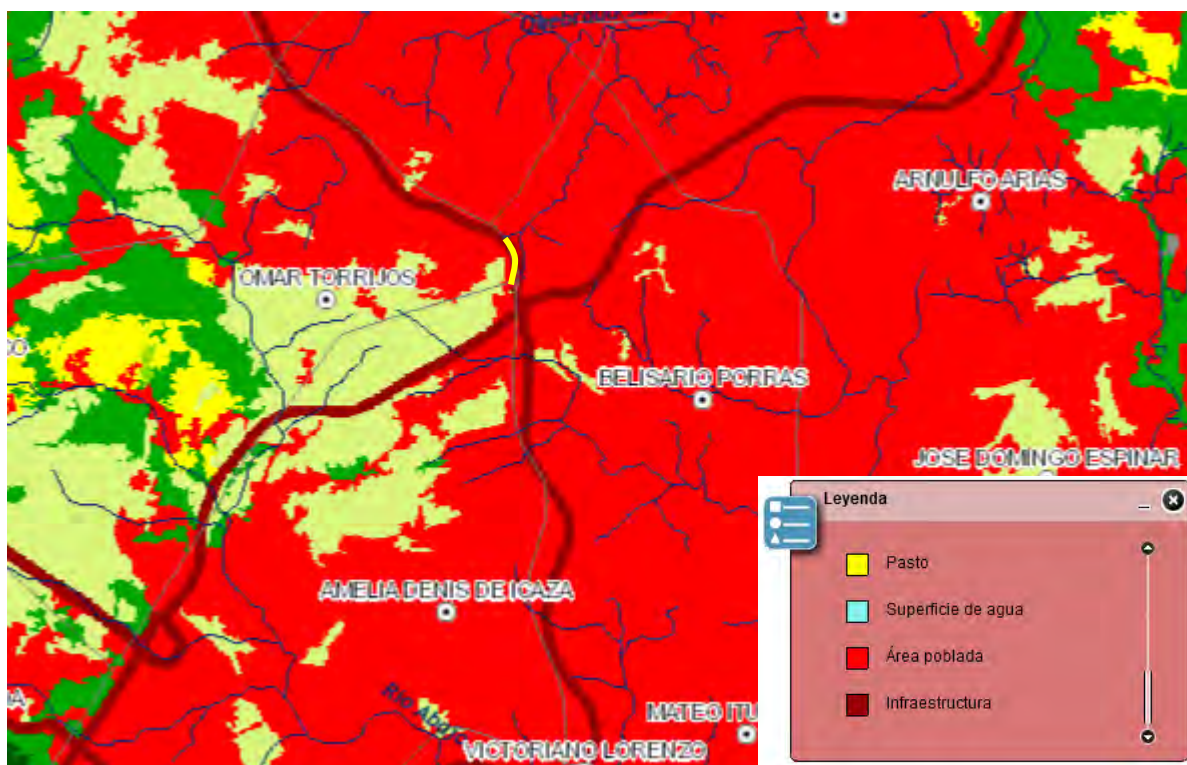 ARNULFO ARIAS
OMAR TORRIJOS
BELISARIO PORRAS
JOSE DOMINGO ESPINAR
AMELIA DENIS DE ICAZA
MATEO ITU
VICTORIANO LORENZO
Leyenda
Pasto
Superficie de agua
Área poblada
Infraestructura